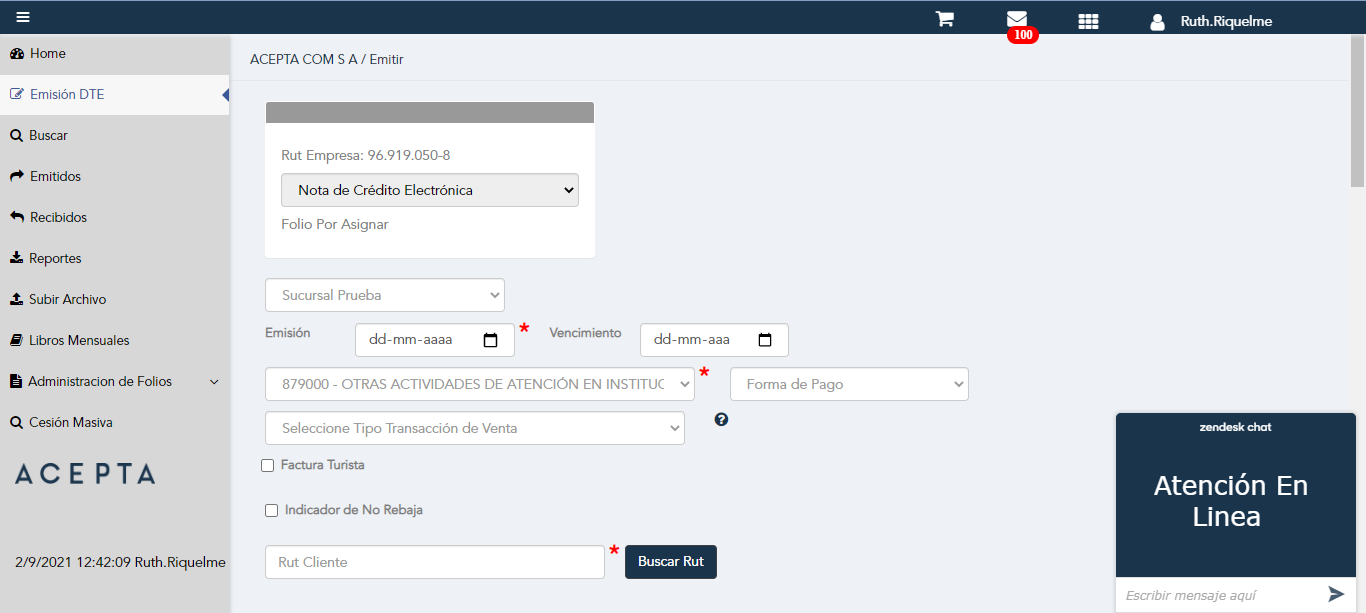 100
Ruth.Riquelme
Home
Emisión DTE
Buscar
Emitidos
Recibidos
Reportes
Subir Archivo
Libros Mensuales
Administracion de Folios
Cesión Masiva
ACEPTA
2/9/2021 12:42:09 Ruth.Riquelme
ACEPTA COM S A / Emitir
Rut Empresa: 96.919.050-8
Nota de Crédito Electrónica
Folio Por Asignar
Sucursal Prueba
Emisión dd-mm-aaaa * Vencimiento dd-mm-aaa
879000 - OTRAS ACTIVIDADES DE ATENCIÓN EN INSTITUC * Forma de Pago
Seleccione Tipo Transacción de Venta ?
Factura Turista
Indicador de No Rebaja
Rut Cliente * Buscar Rut
zendesk chat
Atención En
Linea
Escribir mensaje aquí